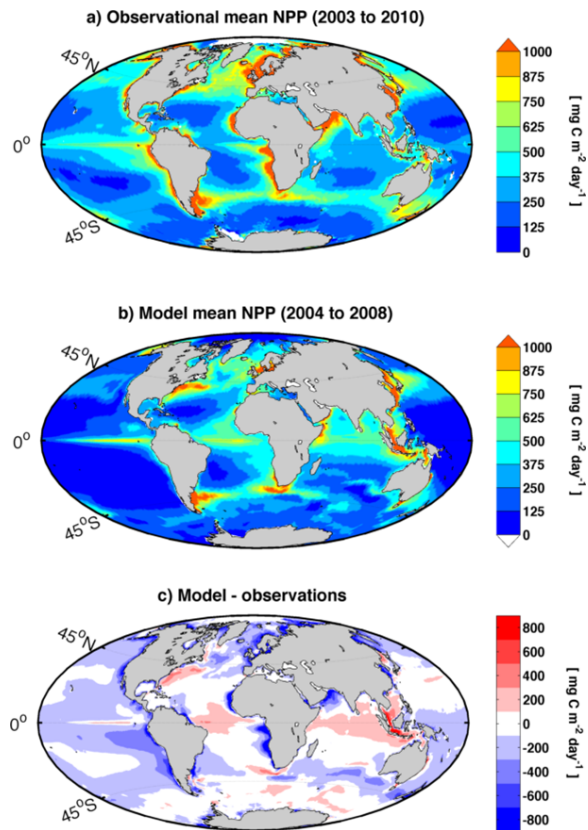 a) Observational mean NPP (2003 to 2010)
45°N
0°
45°S
1000
875
750
625
500
375
250
125
0
[ mg C m-2 day-1 ]
b) Model mean NPP (2004 to 2008)
45°N
0°
45°S
1000
875
750
625
500
375
250
125
0
[ mg C m-2 day-1 ]
c) Model - observations
45°N
0°
45°S
800
600
400
200
0
-200
-400
-600
-800
[ mg C m-2 day-1 ]